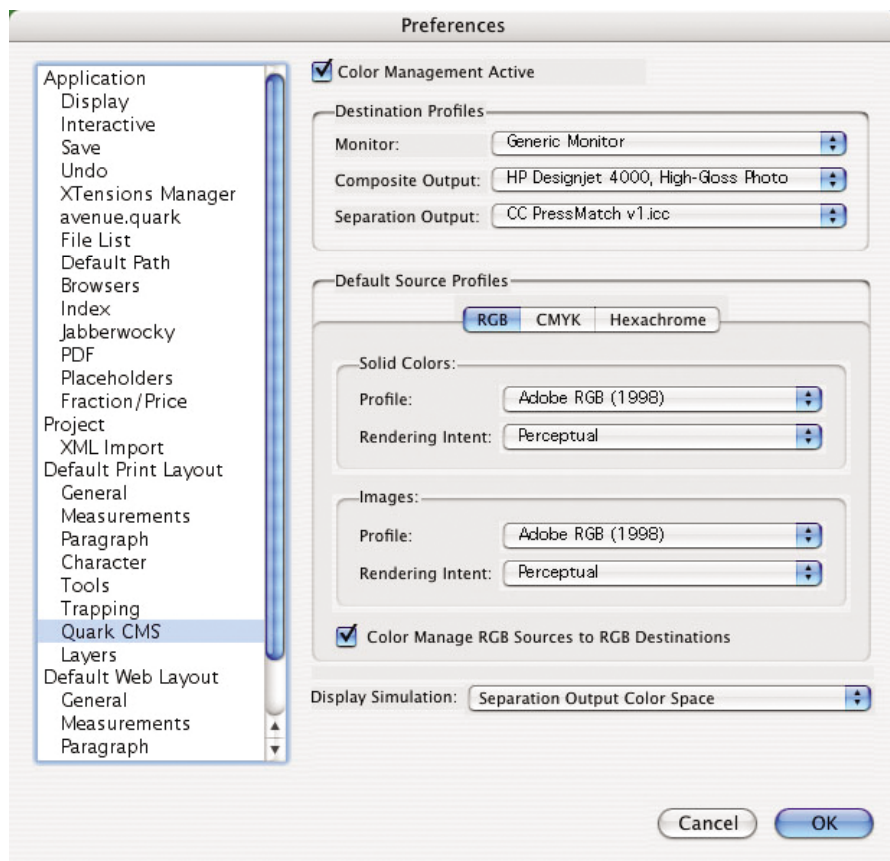 Preferences
Application
Display
Interactive
Save
Undo
XTensions Manager
avenue.quark
File List
Default Path
Browsers
Index
Jabberwocky
PDF
Placeholders
Fraction/Price
Project
XML Import
Default Print Layout
General
Measurements
Paragraph
Character
Tools
Trapping
Quark CMS
Layers
Default Web Layout
General
Measurements
Paragraph
Color Management Active
Destination Profiles
Monitor: Generic Monitor
Composite Output: HP Designjet 4000, High-Gloss Photo
Separation Output: CC PressMatch v1.icc
Default Source Profiles
RGB CMYK Hexachrome
Solid Colors:
Profile: Adobe RGB (1998)
Rendering Intent: Perceptual
Images:
Profile: Adobe RGB (1998)
Rendering Intent: Perceptual
Color Manage RGB Sources to RGB Destinations
Display Simulation: Separation Output Color Space
Cancel OK